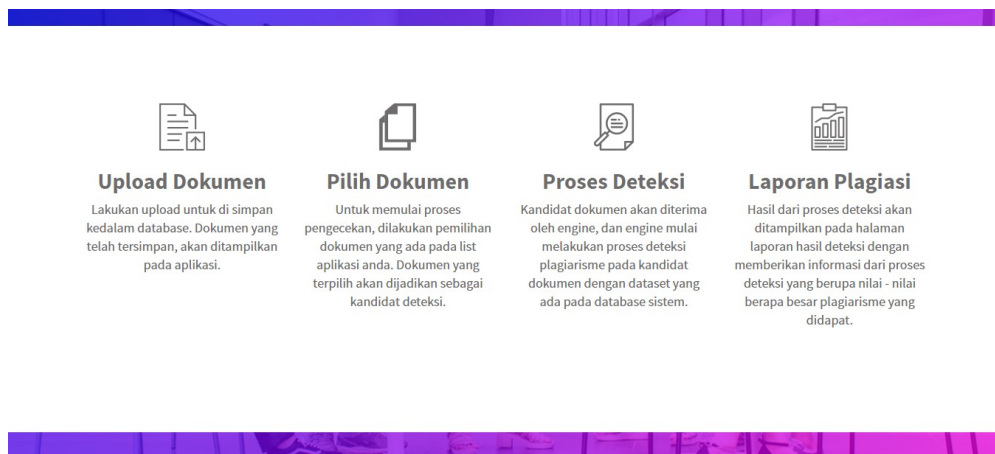 Upload Dokumen
Lakukan upload untuk di simpan
kedalam database. Dokumen yang
telah tersimpan, akan ditampilkan
pada aplikasi.
Pilih Dokumen
Untuk memulai proses
pengecekan, dilakukan pemilihan
dokumen yang ada pada list
aplikasi anda. Dokumen yang
terpilih akan dijadikan sebagai
kandidat deteksi.
Proses Deteksi
Kandidat dokumen akan diterima
oleh engine, dan engine mulai
melakukan proses deteksi
plagiarisme pada kandidat
dokumen dengan dataset yang
ada pada database sistem.
Laporan Plagiasi
Hasil dari proses deteksi akan
ditampilkan pada halaman
laporan hasil deteksi dengan
memberikan informasi dari proses
deteksi yang berupa nilai - nilai
berapa besar plagiarisme yang
didapat.